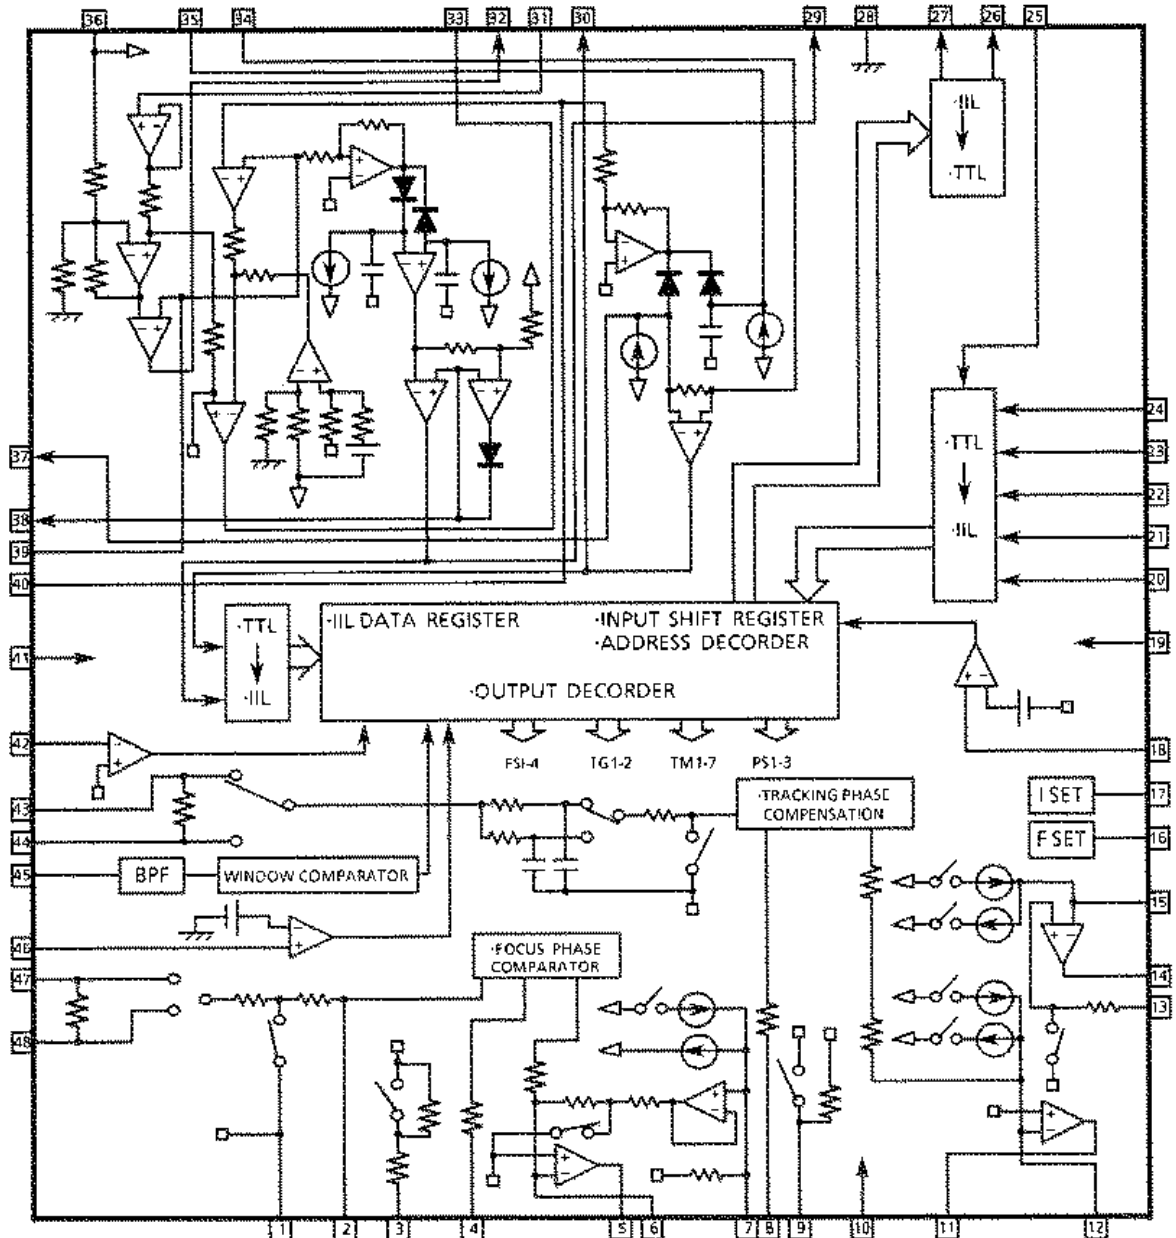 36 35 34 33 32 31 30 29 28 27 26 25
·IIL
·TTL
24
·TTL
37
23
22
38
·IIL
21
39
40
20
·TTL
·IIL DATA REGISTER
·INPUT SHIFT REGISTER
·ADDRESS DECORDER
19
41
·IIL
·OUTPUT DECORDER
42
18
FSI-4 TG1-2 TM1-7 PS1-3
43
·TRACKING PHASE
COMPENSATION
I SET
17
44
F SET
16
45
BPF
WINDOW COMPARATOR
15
46
·FOCUS PHASE
COMPARATOR
47
14
13
48
1 2 3 4 5 6 7 8 9 10 11 12